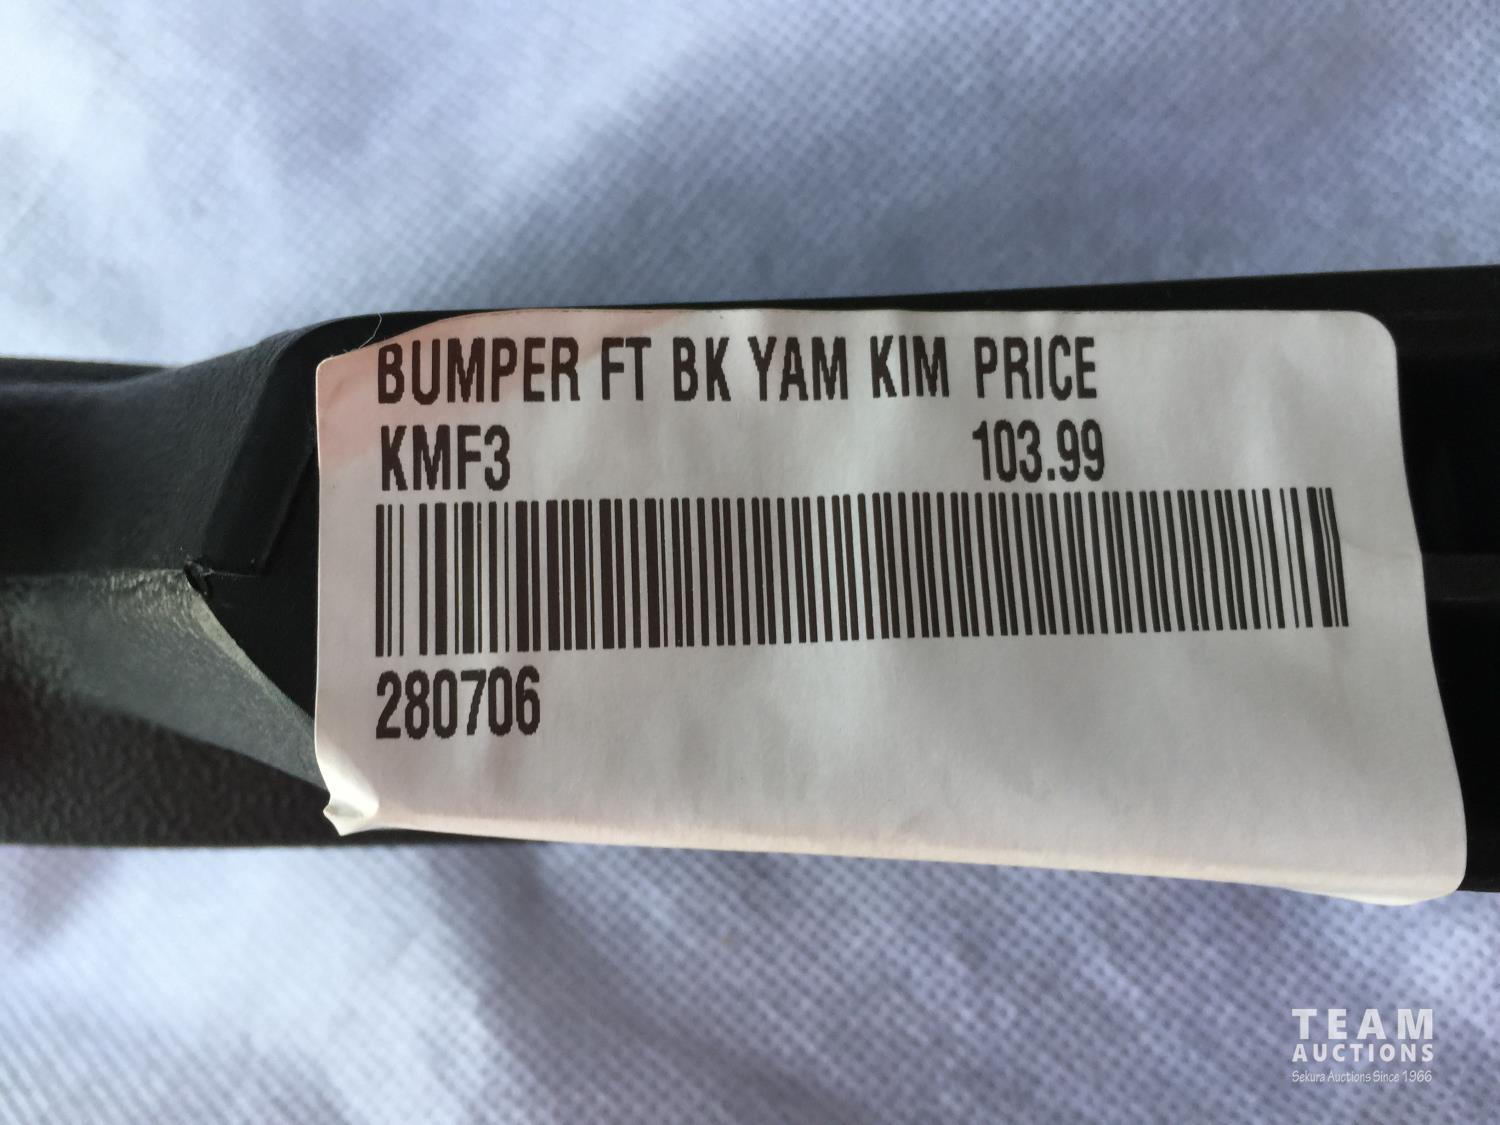 BUMPER FT BK YAM KIM PRICE
KMF3 103.99
280706
TEAM
AUCTIONS
Sekura Auctions Since 1966